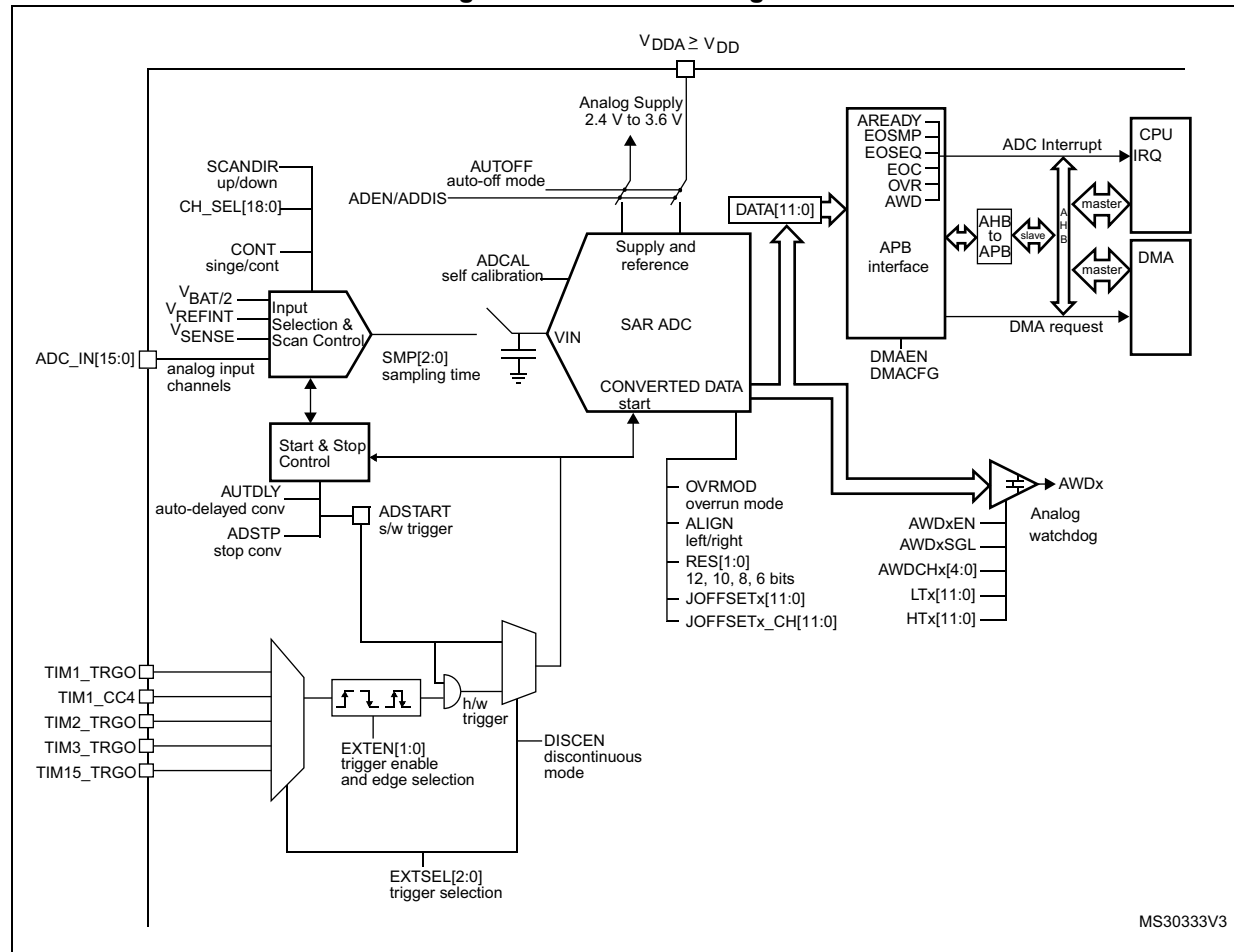 VDDA ≥ VDD
Analog Supply
2.4 V to 3.6 V
SCANDIR
up/down
CH_SEL[18:0]
CONT
singe/cont
AUTOFF
auto-off mode
ADEN/ADDIS
ADCAL
self calibration
VBAT/2
VREFINT
VSENSE
ADC_IN[15:0]
analog input
channels
Input
Selection &
Scan Control
SMP[2:0]
sampling time
Supply and
reference
VIN
SAR ADC
CONVERTED DATA
start
DATA[11:0]
AREADY
EOSMP
EOSEQ
EOC
OVR
AWD
APB
interface
ADC Interrupt
CPU
IRQ
master
AHB
to
APB
slave
A
H
B
master
DMA
DMA request
DMAEN
DMACFG
Start & Stop
Control
AUTDLY
auto-delayed conv
ADSTP
stop conv
ADSTART
s/w trigger
OVRMOD
overrun mode
ALIGN
left/right
RES[1:0]
12, 10, 8, 6 bits
JOFFSETx[11:0]
JOFFSETx_CH[11:0]
AWDx
Analog
watchdog
AWDxEN
AWDxSGL
AWDCHx[4:0]
LTx[11:0]
HTx[11:0]
TIM1_TRGO
TIM1_CC4
TIM2_TRGO
TIM3_TRGO
TIM15_TRGO
h/w
trigger
EXTEN[1:0]
trigger enable
and edge selection
DISCEN
discontinuous
mode
EXTSEL[2:0]
trigger selection
MS30333V3